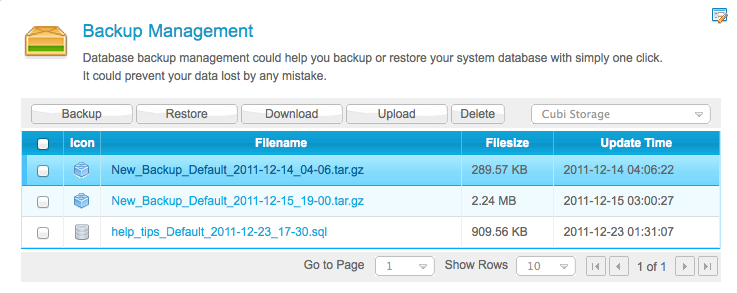 Backup Management
Database backup management could help you backup or restore your system database with simply one click.
It could prevent your data lost by any mistake.
Backup Restore Download Upload Delete Cubi Storage
Icon Filename Filesize Update Time
New_Backup_Default_2011-12-14_04-06.tar.gz 289.57 KB 2011-12-14 04:06:22
New_Backup_Default_2011-12-15_19-00.tar.gz 2.24 MB 2011-12-15 03:00:27
help_tips_Default_2011-12-23_17-30.sql 909.56 KB 2011-12-23 01:31:07
Go to Page 1 Show Rows 10 1 of 1